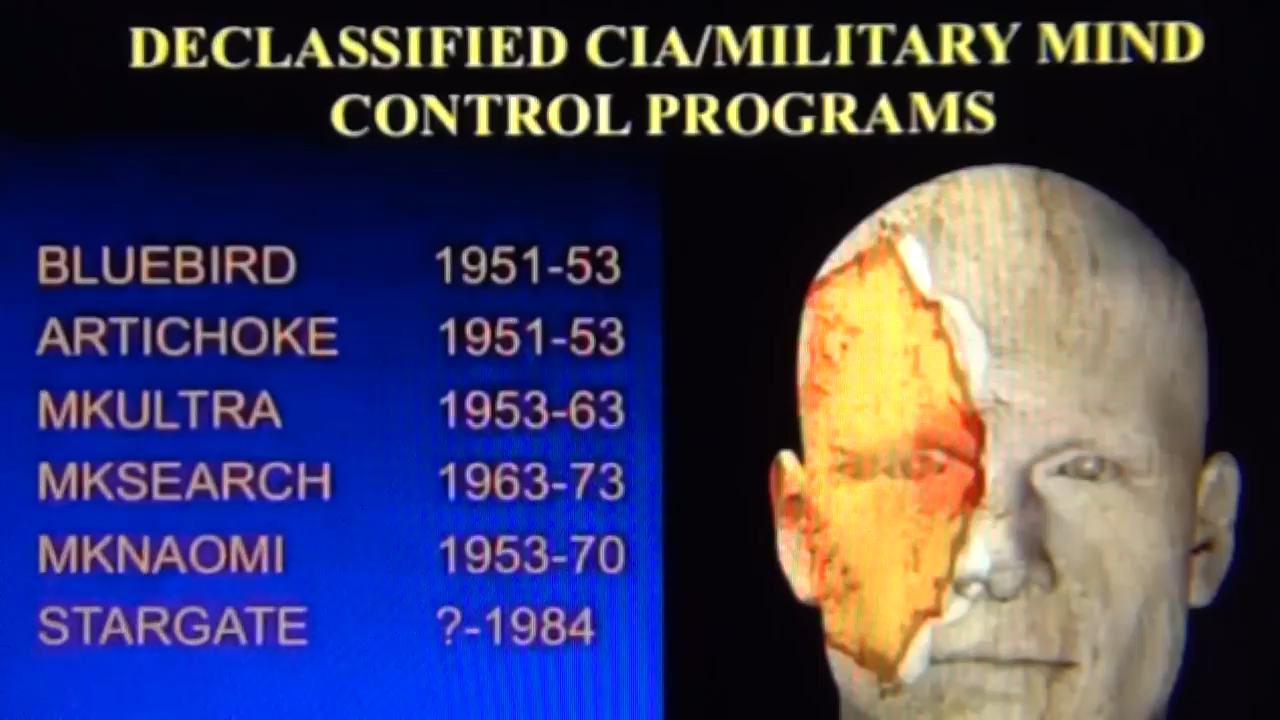 DECLASSIFIED CIA/MILITARY MIND
CONTROL PROGRAMS
BLUEBIRD 1951-53
ARTICHOKE 1951-53
MKULTRA 1953-63
MKSEARCH 1963-73
MKNAOMI 1953-70
STARGATE ?-1984